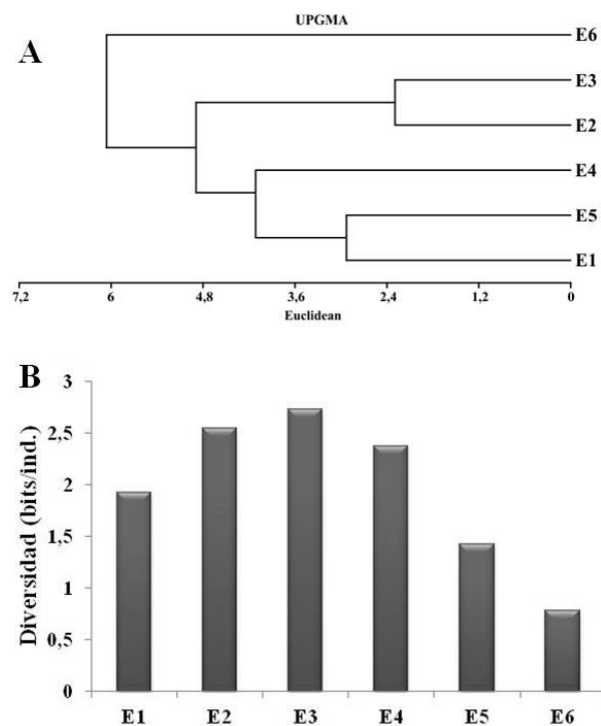 UPGMA
A
E6
E3
E2
E4
E5
E1
7,2 6 4,8 3,6 2,4 1,2 0
Euclidean
B
Diversidad (bits/ind.)
3
2,5
2
1,5
1
0,5
0
E1 E2 E3 E4 E5 E6